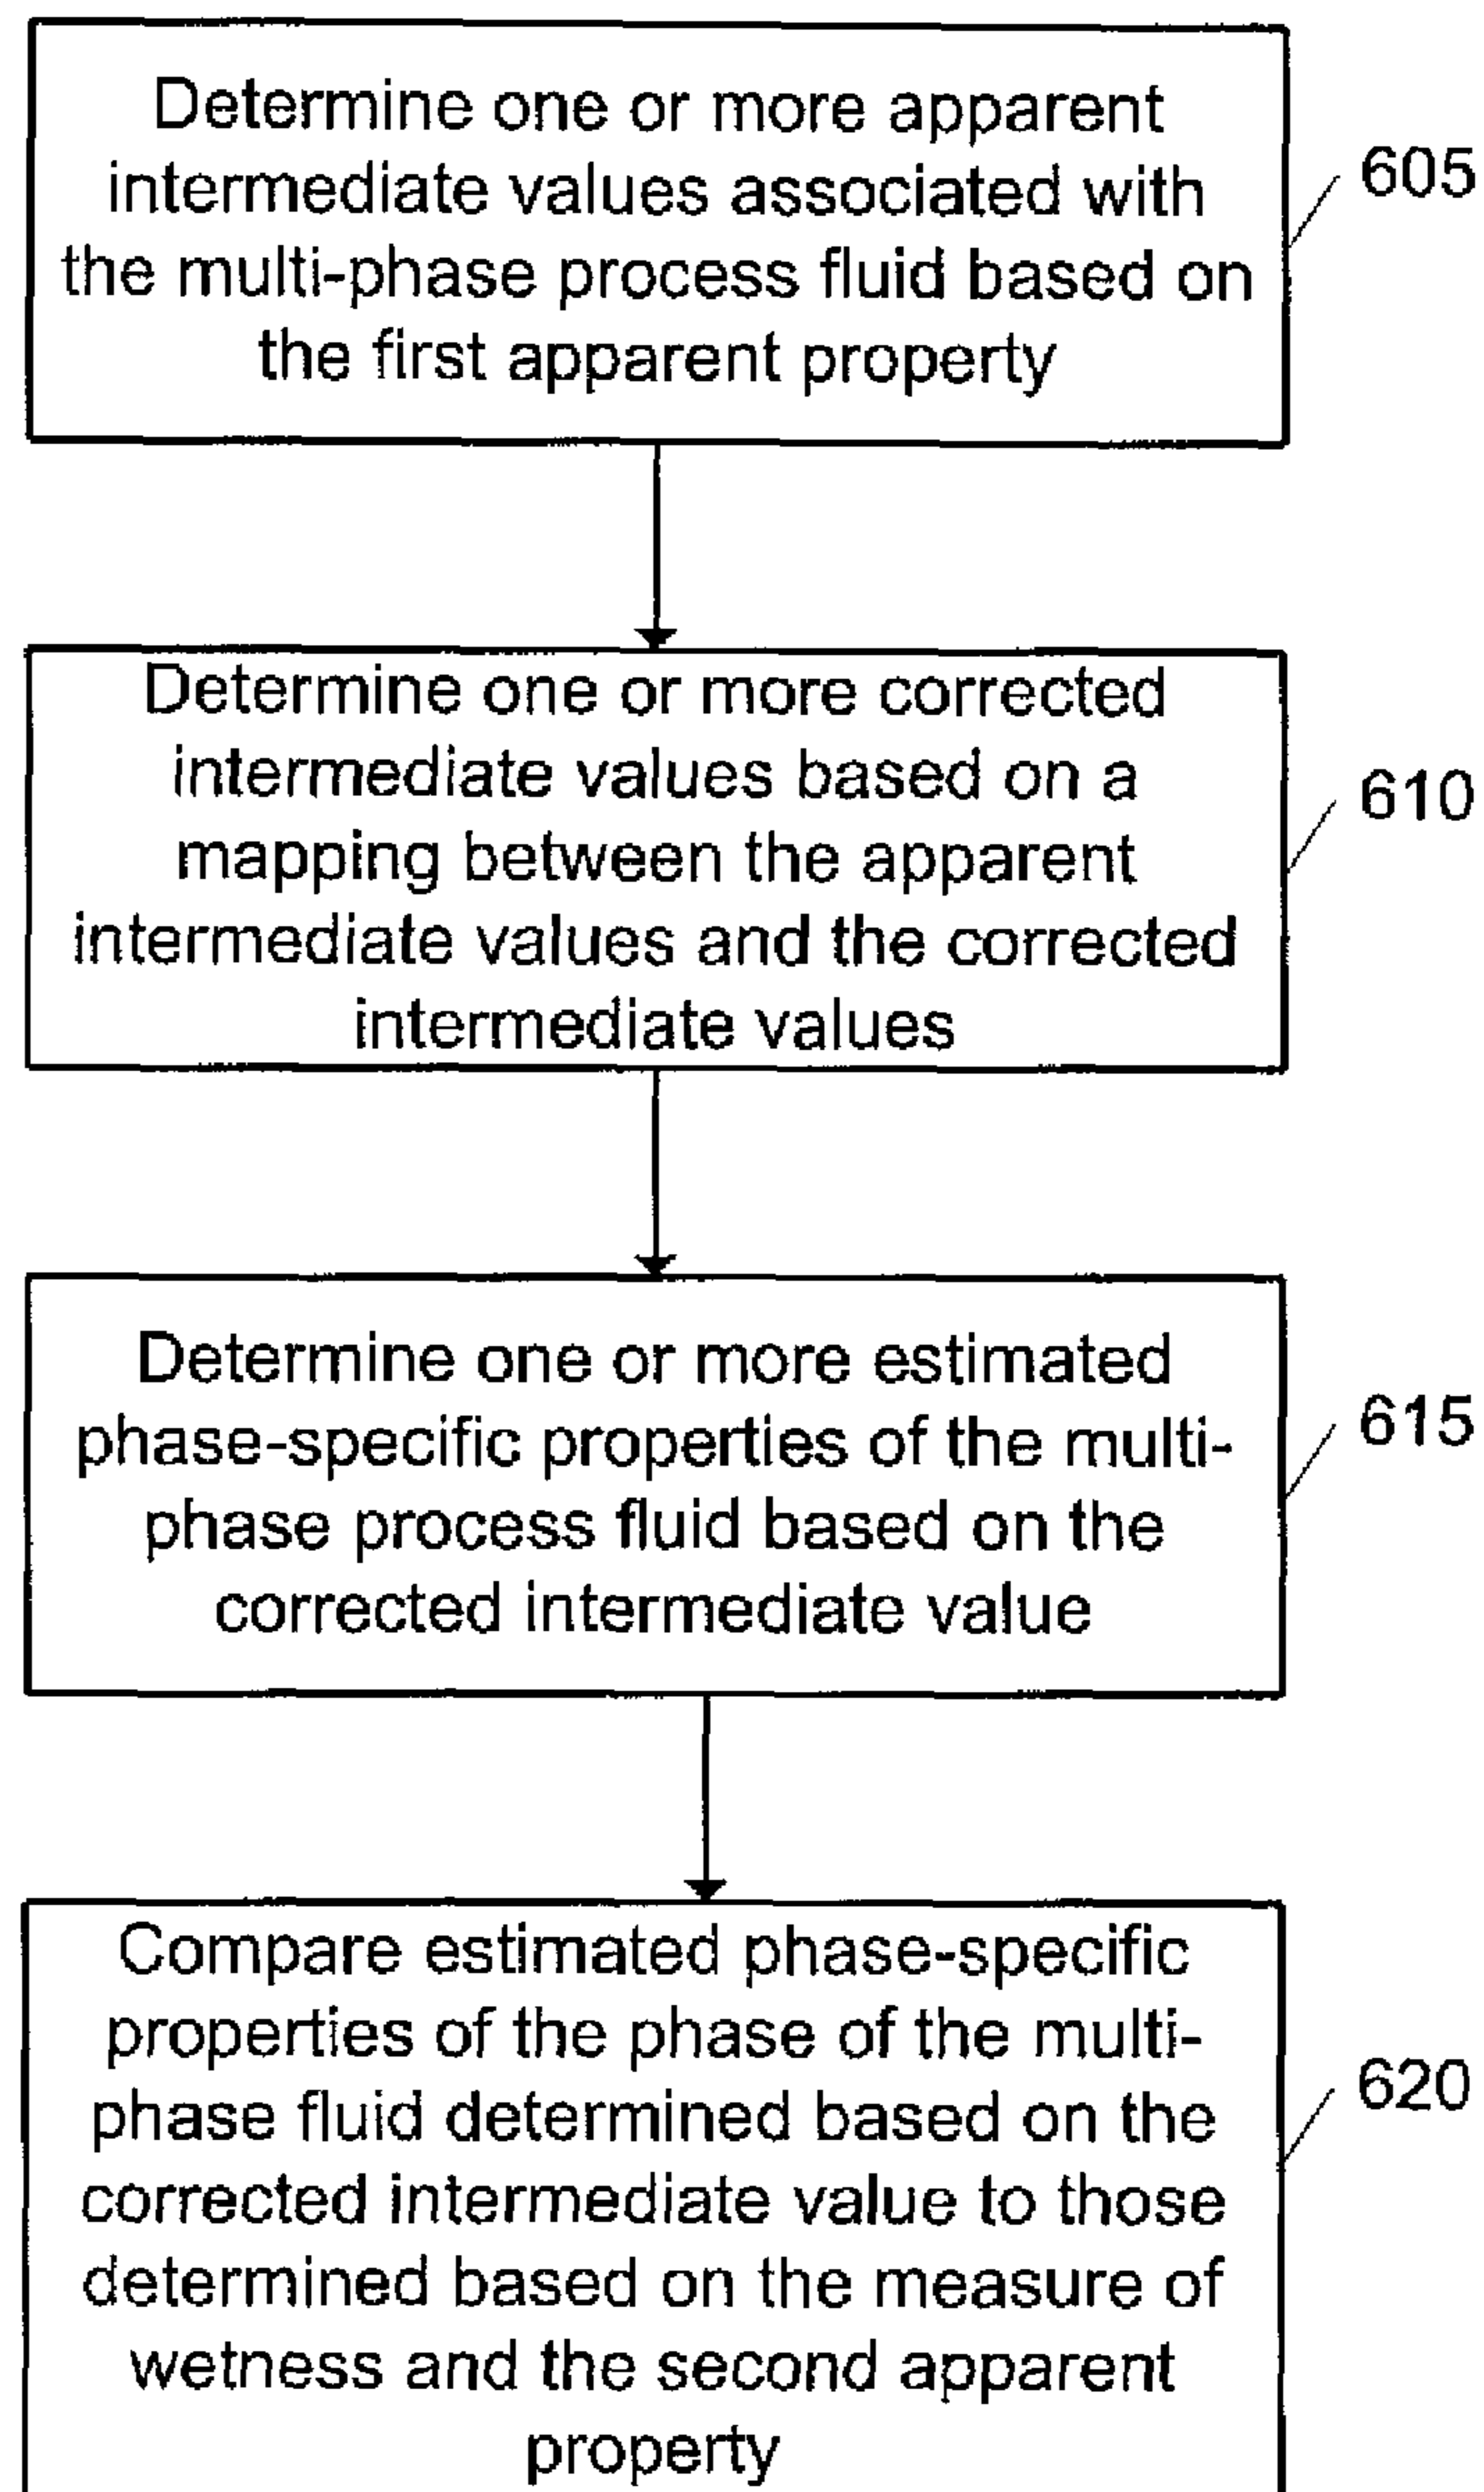 Determine one or more apparent
intermediate values associated with
the multi-phase process fluid based on
the first apparent property
605
Determine one or more corrected
intermediate values based on a
mapping between the apparent
intermediate values and the corrected
intermediate values
610
Determine one or more estimated
phase-specific properties of the multi-
phase process fluid based on the
corrected intermediate value
615
Compare estimated phase-specific
properties of the phase of the multi-
phase fluid determined based on the
corrected intermediate value to those
determined based on the measure of
wetness and the second apparent
property
620